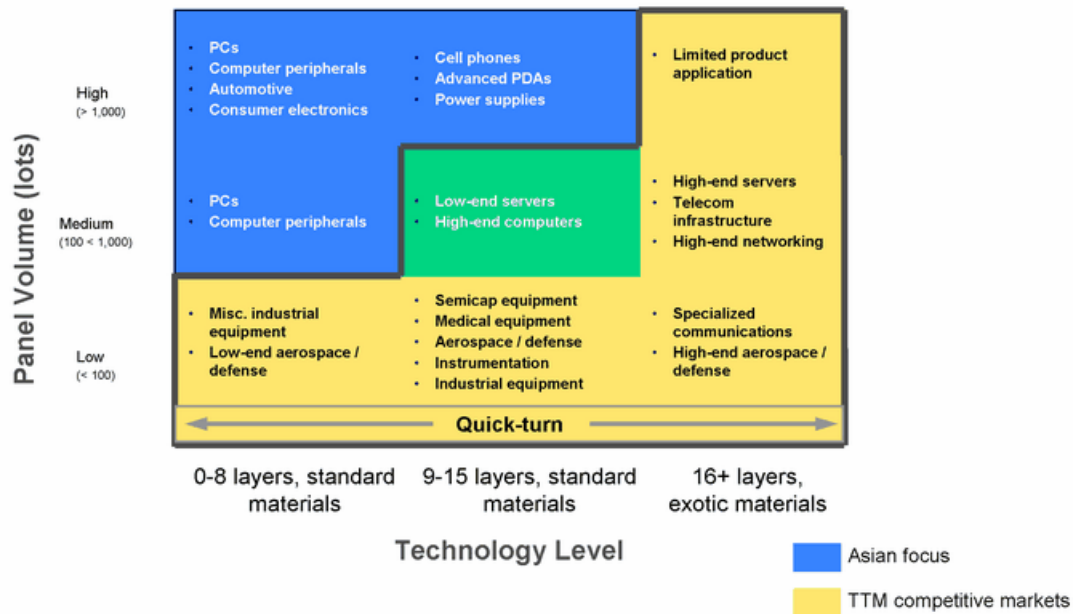 High
(> 1,000)
• PCs
• Computer peripherals
• Automotive
• Consumer electronics
• Cell phones
• Advanced PDAs
• Power supplies
• Limited product
application
Panel Volume (lots)
Medium
(100 < 1,000)
• PCs
• Computer peripherals
• Low-end servers
• High-end computers
• High-end servers
• Telecom
infrastructure
• High-end networking
Low
(< 100)
• Misc. industrial
equipment
• Low-end aerospace /
defense
• Semicap equipment
• Medical equipment
• Aerospace / defense
• Instrumentation
• Industrial equipment
• Specialized
communications
• High-end aerospace /
defense
Quick-turn
0-8 layers, standard
materials
9-15 layers, standard
materials
16+ layers,
exotic materials
Technology Level
Asian focus
TTM competitive markets